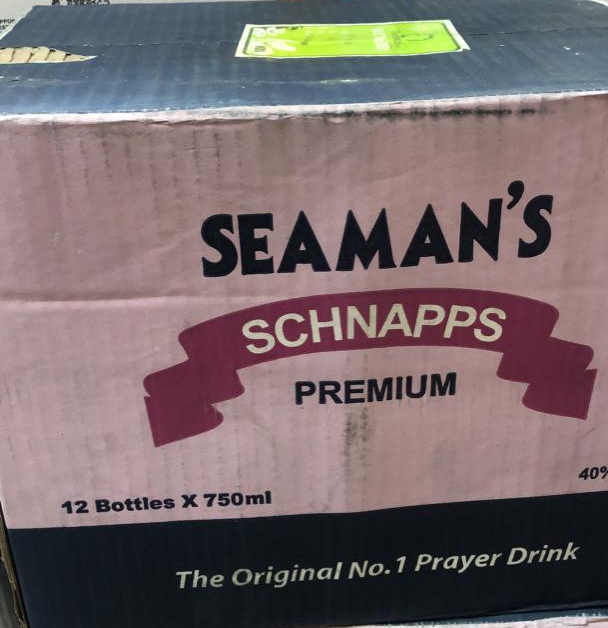 SEAMAN'S
SCHNAPPS
PREMIUM
40%
12 Bottles X 750ml
The Original No.1 Prayer Drink